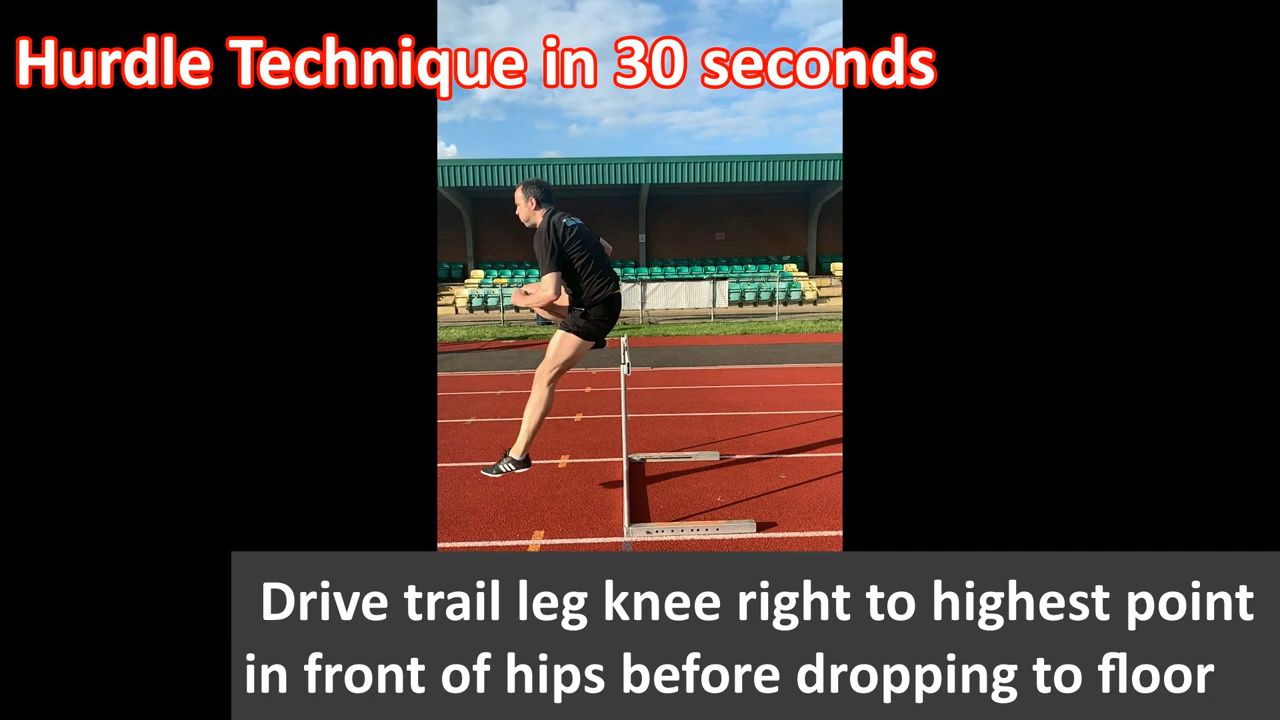 Hurdle Technique in 30 seconds
Drive trail leg knee right to highest point
in front of hips before dropping to floor